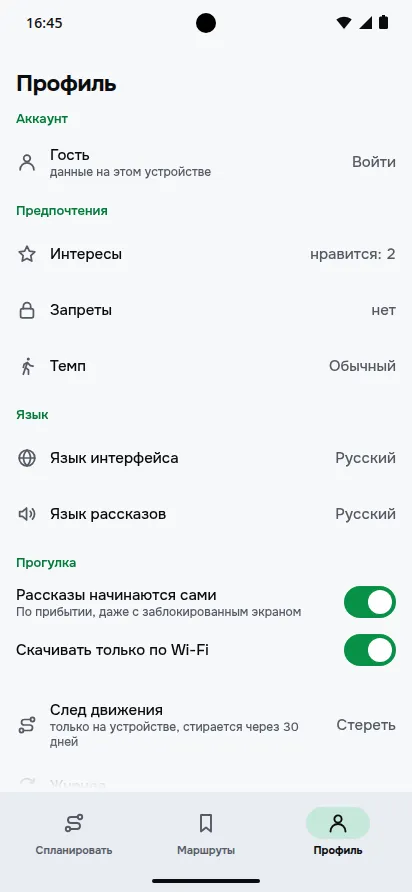 16:45
Профиль
Аккаунт
Гость
данные на этом устройстве
Войти
Предпочтения
Интересы
нравится: 2
Запреты
нет
Темп
Обычный
Язык
Язык интерфейса
Русский
Язык рассказов
Русский
Прогулка
Рассказы начинаются сами
По прибытии, даже с заблокированным экраном
Скачивать только по Wi-Fi
След движения
только на устройстве, стирается через 30
дней
Стереть
Спланировать
Маршруты
Профиль